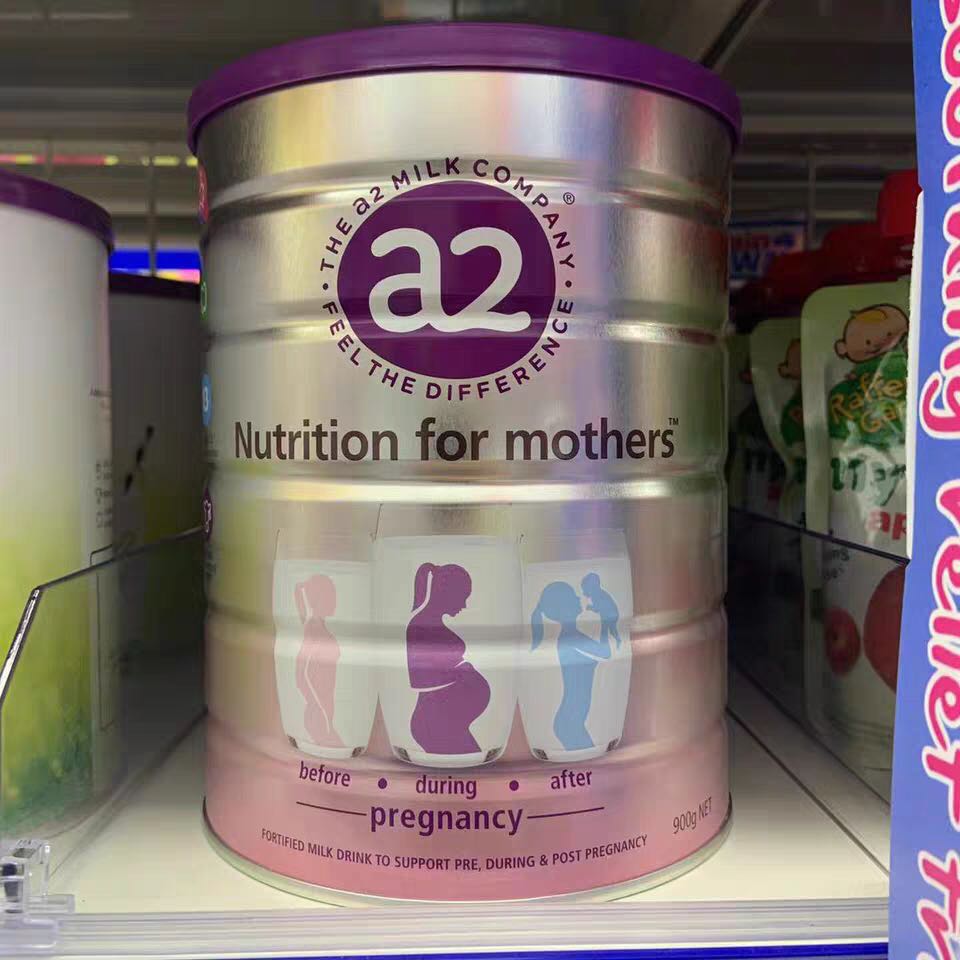 THE a2 MILK COMPANY ®
a2
FEEL THE DIFFERENCE
Nutrition for mothers™
before • during • after
pregnancy
FORTIFIED MILK DRINK TO SUPPORT PRE, DURING & POST PREGNANCY
900g NET